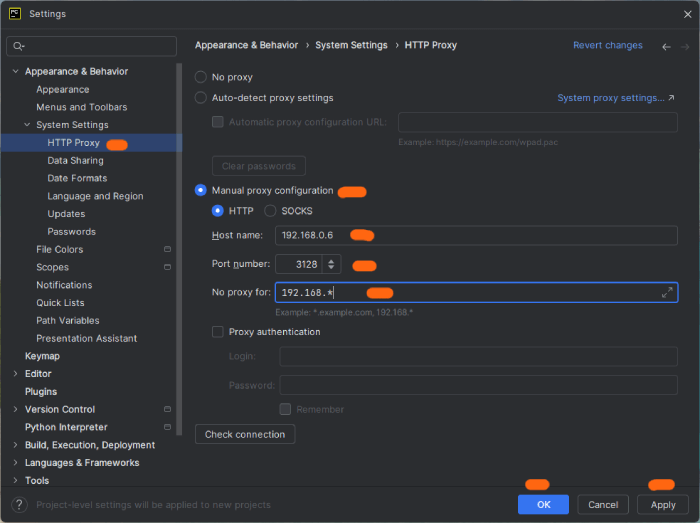 PC
Settings
Appearance & Behavior
Appearance
Menus and Toolbars
System Settings
HTTP Proxy
Data Sharing
Date Formats
Language and Region
Updates
Passwords
File Colors
Scopes
Notifications
Quick Lists
Path Variables
Presentation Assistant
Keymap
Editor
Plugins
Version Control
Python Interpreter
Build, Execution, Deployment
Languages & Frameworks
Tools
Appearance & Behavior › System Settings › HTTP Proxy
Revert changes
No proxy
Auto-detect proxy settings
System proxy settings...
Automatic proxy configuration URL:
Example: https://example.com/wpad.pac
Clear passwords
Manual proxy configuration
HTTP SOCKS
Host name: 192.168.0.6
Port number: 3128
No proxy for: 192.168.*
Example: *.example.com, 192.168.*
Proxy authentication
Login:
Password:
Remember
Check connection
? Project-level settings will be applied to new projects
OK Cancel Apply